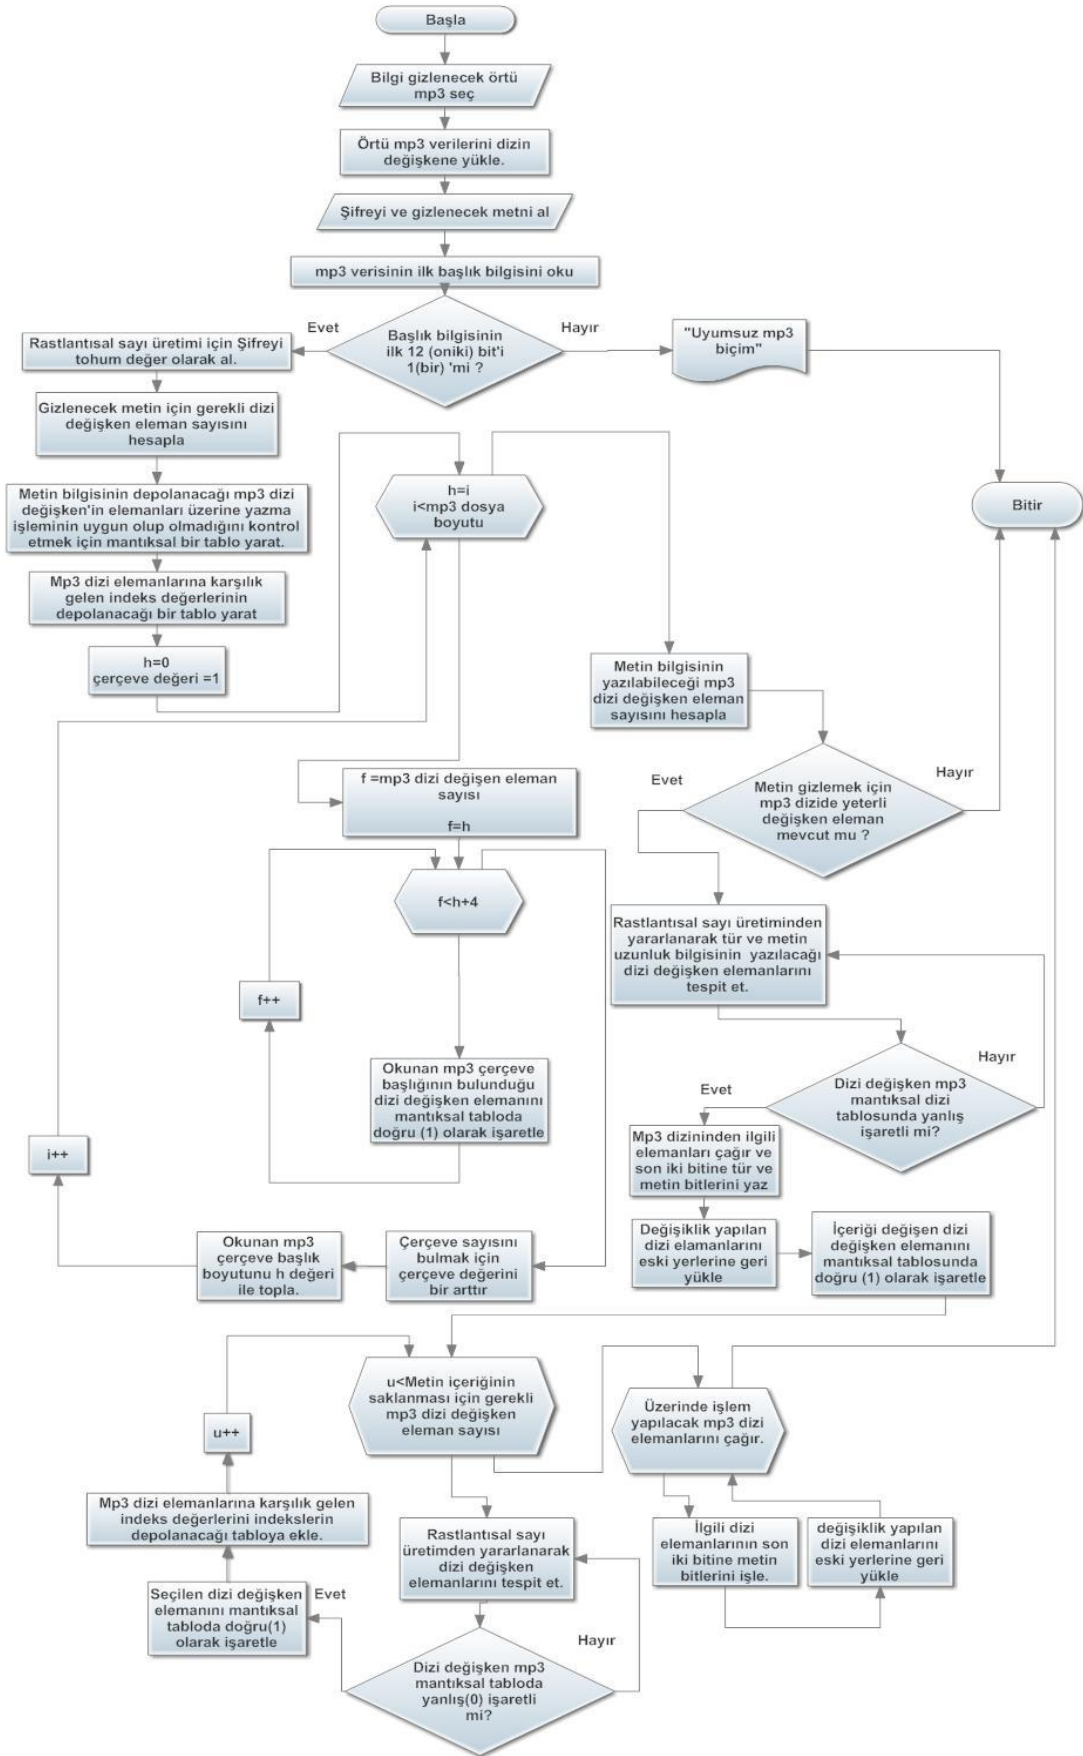 Başla
Bilgi gizlenecek örtü
mp3 seç
Örtü mp3 verilerini dizin
değişkene yükle.
Şifreyi ve gizlenecek metni al
mp3 verisinin ilk başlık bilgisini oku
Başlık bilgisinin
ilk 12 (oniki) bit'i
1(bir) 'mi ?
Evet
Hayır
"Uyumsuz mp3
biçim"
Bitir
Rastlantısal sayı üretimi için Şifreyi
tohum değer olarak al.
Gizlenecek metin için gerekli dizi
değişken eleman sayısını
hesapla
Metin bilgisinin depolanacağı mp3 dizi
değişken'in elemanları üzerine yazma
işleminin uygun olup olmadığını kontrol
etmek için mantıksal bir tablo yarat.
Mp3 dizi elemanlarına karşılık
gelen indeks değerlerinin
depolanacağı bir tablo yarat
h=0
çerçeve değeri =1
h=i
i<mp3 dosya
boyutu
Metin bilgisinin
yazılabileceği mp3
dizi değişken eleman
sayısını hesapla
f =mp3 dizi değişen eleman
sayısı
f=h
Evet
Hayır
Metin gizlemek için
mp3 dizide yeterli
değişken eleman
mevcut mu ?
f<h+4
f++
Rastlantısal sayı üretiminden
yararlanarak tür ve metin
uzunluk bilgisinin yazılacağı
dizi değişken elemanlarını
tespit et.
Okunan mp3 çerçeve
başlığının bulunduğu
dizi değişken elemanını
mantıksal tabloda
doğru (1) olarak işaretle
Hayır
Evet
Dizi değişken mp3
mantıksal dizi
tablosunda yanlış
işaretli mi?
i++
Mp3 dizininden ilgili
elemanları çağır ve
son iki bitine tür ve
metin bitlerini yaz
Değişiklik yapılan
dizi elamanlarını
eski yerlerine geri
yükle
İçeriği değişen dizi
değişken elemanını
mantıksal tablosunda
doğru (1) olarak işaretle
Okunan mp3
çerçeve başlık
boyutunu h değeri
ile topla.
Çerçeve sayısını
bulmak için
çerçeve değerini
bir arttır
u<Metin içeriğinin
saklanması için gerekli
mp3 dizi değişken
eleman sayısı
Üzerinde işlem
yapılacak mp3 dizi
elemanlarını çağır.
u++
Mp3 dizi elemanlarına karşılık gelen
indeks değerlerini indekslerin
depolanacağı tabloya ekle.
Rastlantısal sayı
üretimden yararlanarak
dizi değişken
elemanlarını tespit et.
İlgili dizi
elemanlarının son
iki bitine metin
bitlerini işle.
değişiklik yapılan
dizi elemanlarını
eski yerlerine geri
yükle
Seçilen dizi değişken
elemanını mantıksal
tabloda doğru(1)
olarak işaretle
Evet
Hayır
Dizi değişken mp3
mantıksal tabloda
yanlış(0) işaretli
mi?